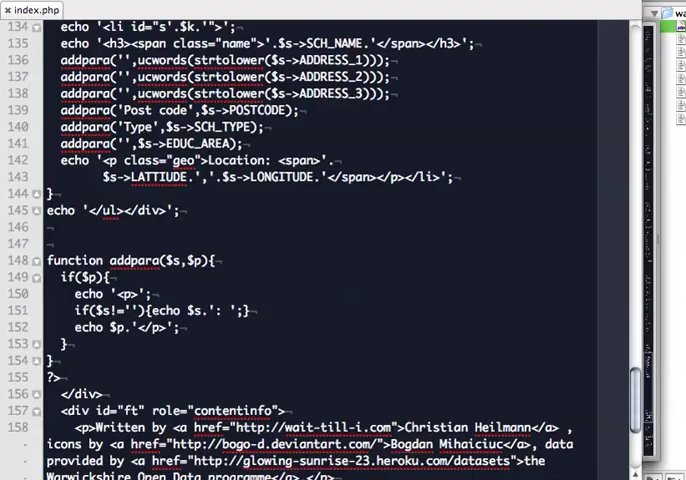 index.php
wa
134 echo '<li id="s'.$k.'">';
135 echo '<h3><span class="name">'.$s->SCH_NAME.'</span></h3>';
136 addpara('',ucwords(strtolower($s->ADDRESS_1)));
137 addpara('',ucwords(strtolower($s->ADDRESS_2)));
138 addpara('',ucwords(strtolower($s->ADDRESS_3)));
139 addpara('Post code',$s->POSTCODE);
140 addpara('Type',$s->SCH_TYPE);
141 addpara('',$s->EDUC_AREA);
142 echo '<p class="geo">Location: <span>'.
143 $s->LATTIUDE.','.$s->LONGITUDE.'</span></p></li>';
144 }
145 echo '</ul></div>';
146
147
148 function addpara($s,$p){
149 if($p){
150 echo '<p>';
151 if($s!=''){echo $s.': ';}
152 echo $p.'</p>';
153 }
154 }
155 ?>
156 </div>
157 <div id="ft" role="contentinfo">
158 <p>Written by <a href="http://wait-till-i.com">Christian Heilmann</a> ,
icons by <a href="http://bogo-d.deviantart.com/">Bogdan Mihaiciuc</a>, data
provided by <a href="http://glowing-sunrise-23.heroku.com/datasets">the
Warwickshire Open Data programme</a>.</p>